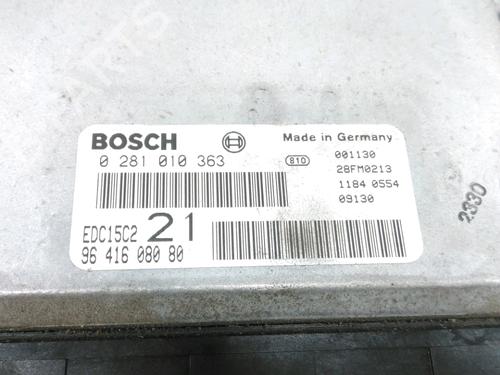 BOSCH
Made in Germany
0 281 010 363
810
001130
28FM0213
1184 0554
09130
EDC15C2 21
96 416 080 80
2330
PARTS